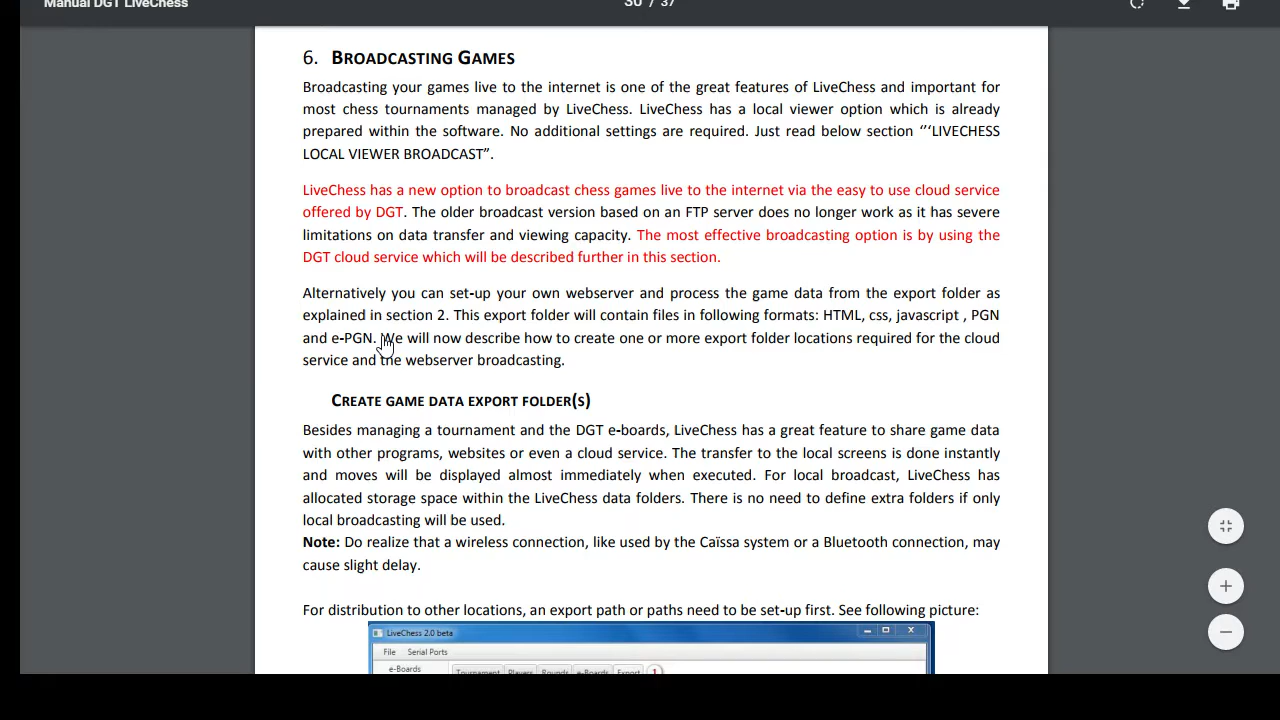 Manual DGT LiveChess
30 / 37
6. BROADCASTING GAMES
Broadcasting your games live to the internet is one of the great features of LiveChess and important for
most chess tournaments managed by LiveChess. LiveChess has a local viewer option which is already
prepared within the software. No additional settings are required. Just read below section "'LIVECHESS
LOCAL VIEWER BROADCAST".
LiveChess has a new option to broadcast chess games live to the internet via the easy to use cloud service
offered by DGT. The older broadcast version based on an FTP server does no longer work as it has severe
limitations on data transfer and viewing capacity. The most effective broadcasting option is by using the
DGT cloud service which will be described further in this section.
Alternatively you can set-up your own webserver and process the game data from the export folder as
explained in section 2. This export folder will contain files in following formats: HTML, css, javascript , PGN
and e-PGN. We will now describe how to create one or more export folder locations required for the cloud
service and the webserver broadcasting.
CREATE GAME DATA EXPORT FOLDER(S)
Besides managing a tournament and the DGT e-boards, LiveChess has a great feature to share game data
with other programs, websites or even a cloud service. The transfer to the local screens is done instantly
and moves will be displayed almost immediately when executed. For local broadcast, LiveChess has
allocated storage space within the LiveChess data folders. There is no need to define extra folders if only
local broadcasting will be used.
Note: Do realize that a wireless connection, like used by the Caïssa system or a Bluetooth connection, may
cause slight delay.
For distribution to other locations, an export path or paths need to be set-up first. See following picture:
LiveChess 2.0 beta
File Serial Ports
e-Boards
Tournament Players Rounds e-Boards Export 1